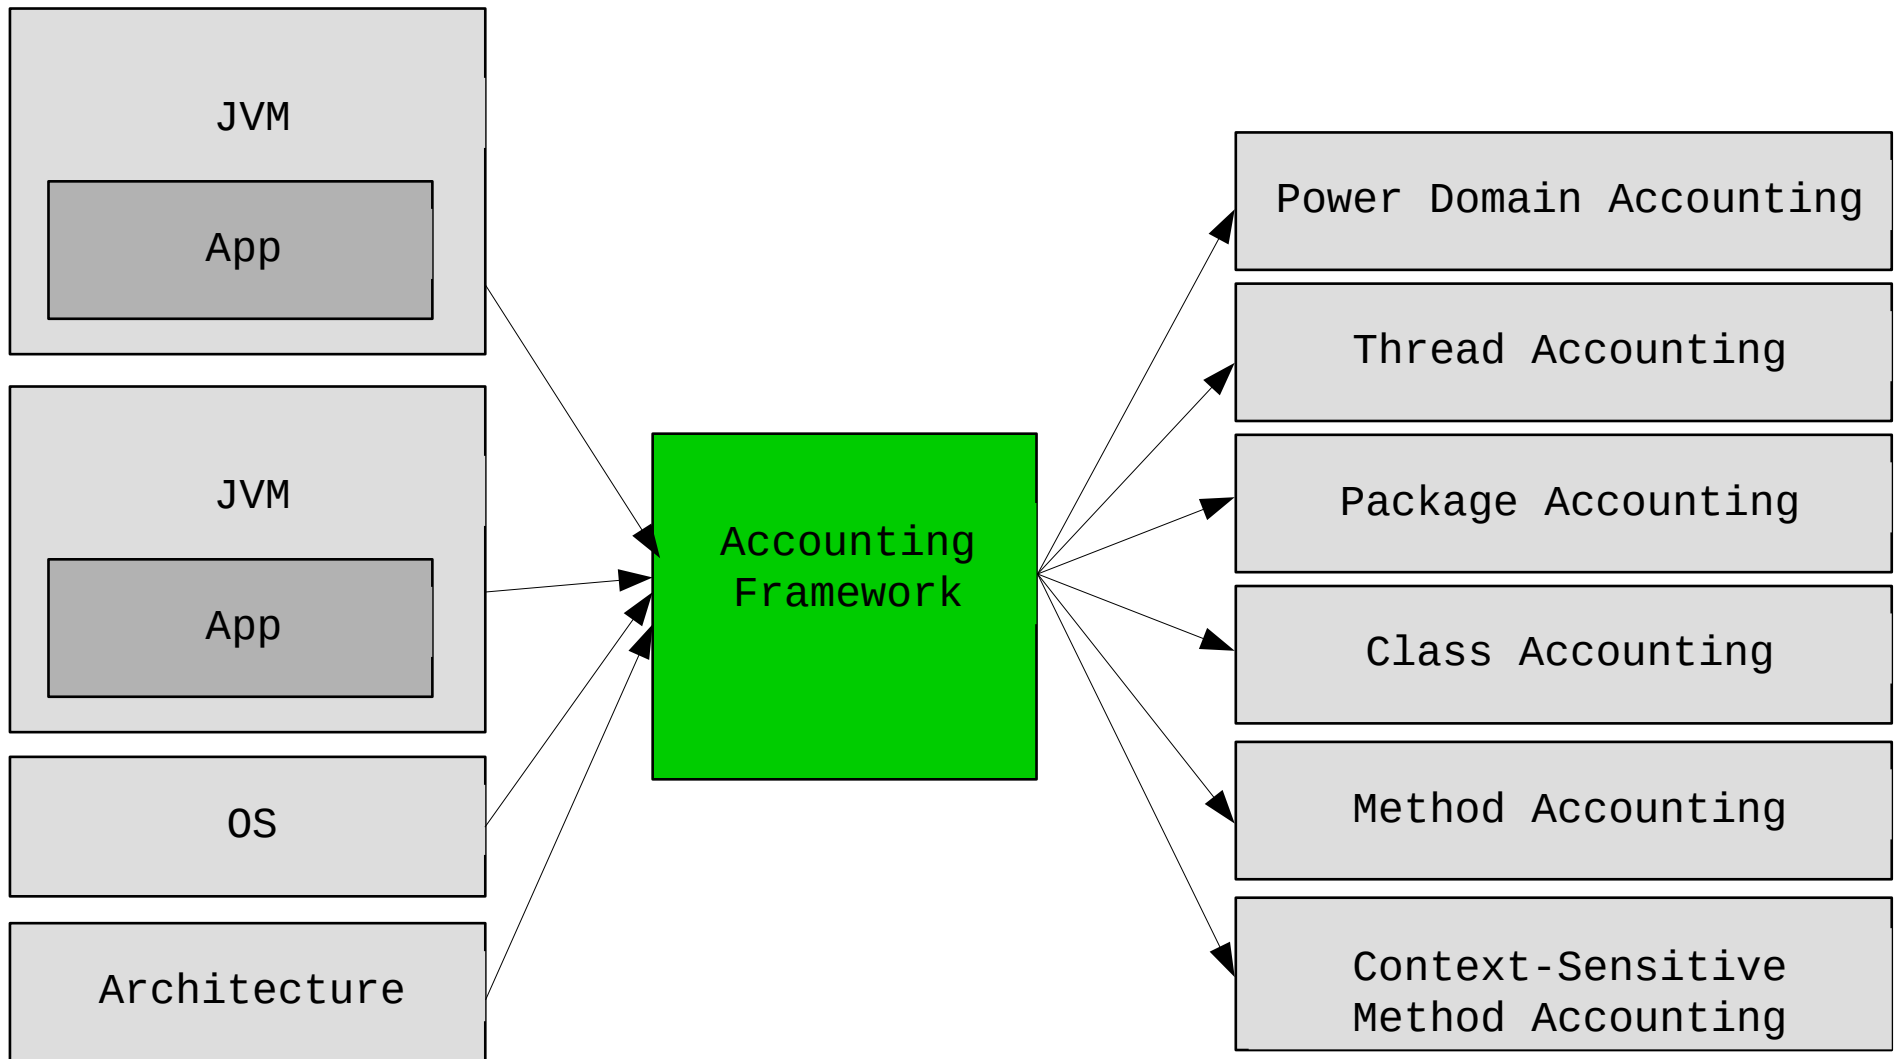 JVM
App
JVM
App
OS
Architecture
Accounting
Framework
Power Domain Accounting
Thread Accounting
Package Accounting
Class Accounting
Method Accounting
Context-Sensitive
Method Accounting